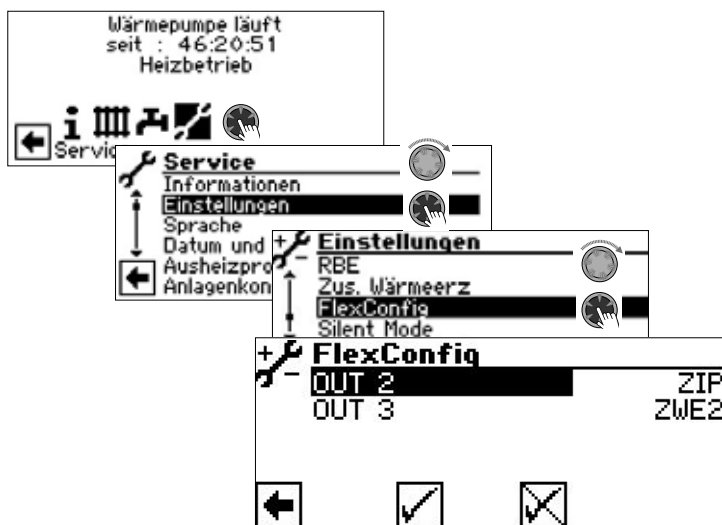 Wärmepumpe läuft
seit : 46:20:51
Heizbetrieb
i
Servic
Service
Informationen
Einstellungen
Sprache
Datum und
Ausheizpro
Anlagenkon
+
-
Einstellungen
RBE
Zus. Wärmeerz
FlexConfig
Silent Mode
+
-
FlexConfig
OUT 2 ZIP
OUT 3 ZWE2